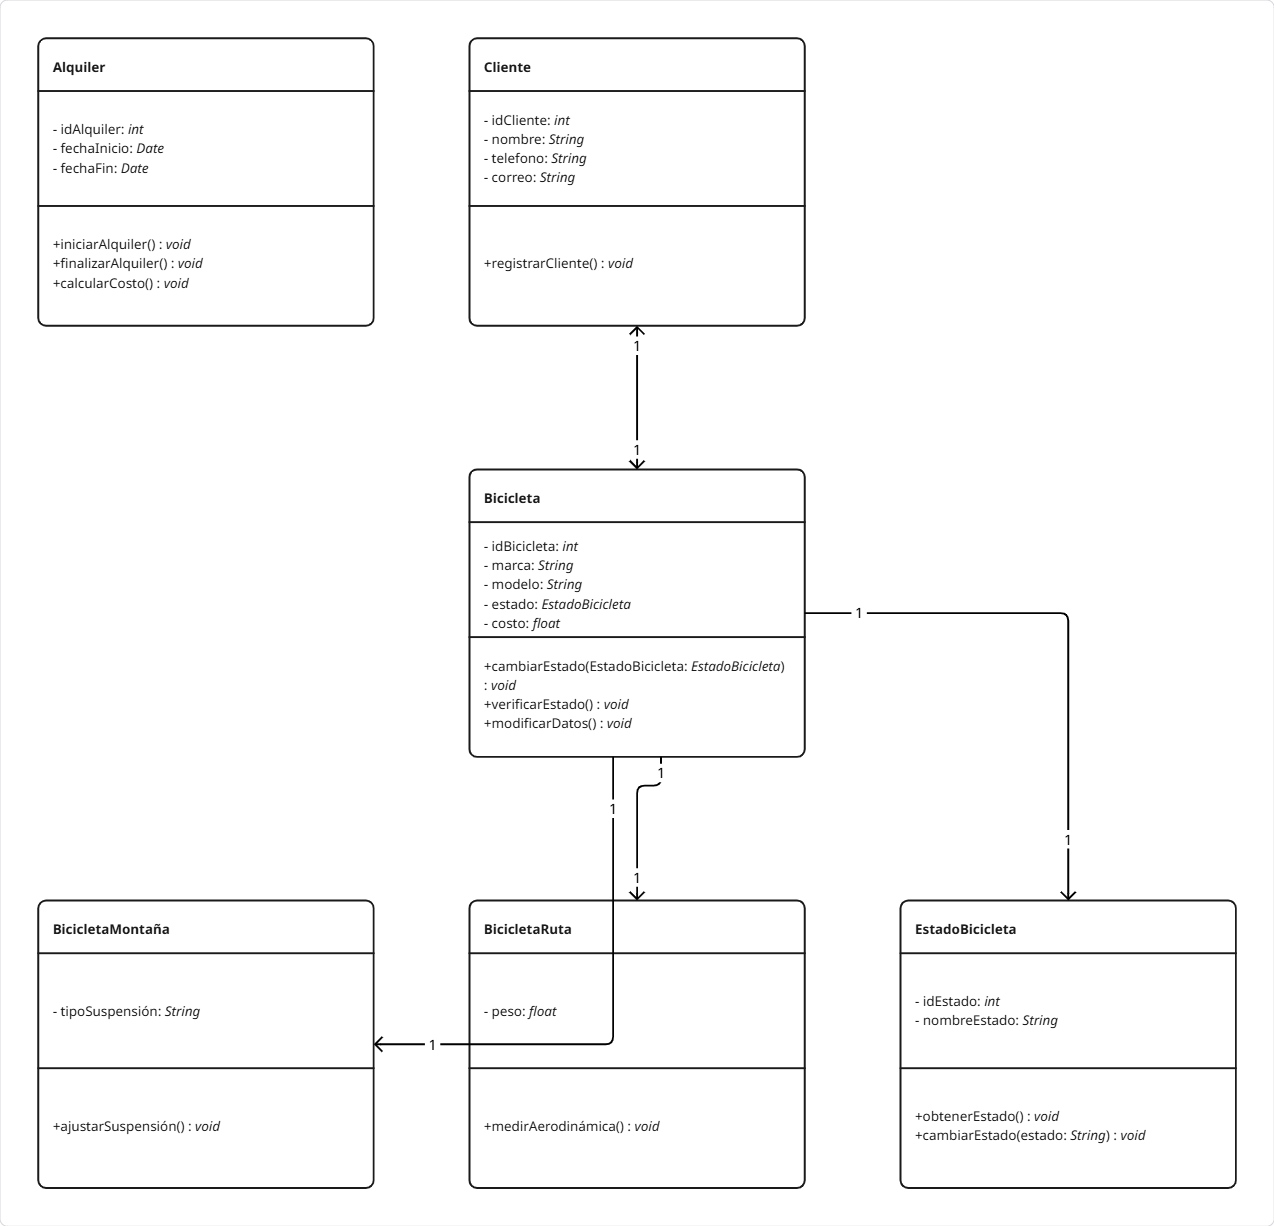 Alquiler
- idAlquiler: int
- fechaInicio: Date
- fechaFin: Date
+iniciarAlquiler() : void
+finalizarAlquiler() : void
+calcularCosto() : void
Cliente
- idCliente: int
- nombre: String
- telefono: String
- correo: String
+registrarCliente() : void
1
1
Bicicleta
- idBicicleta: int
- marca: String
- modelo: String
- estado: EstadoBicicleta
- costo: float
+cambiarEstado(EstadoBicicleta: EstadoBicicleta)
: void
+verificarEstado() : void
+modificarDatos() : void
1
1
1
1
1
1
BicicletaMontaña
- tipoSuspensión: String
+ajustarSuspensión() : void
BicicletaRuta
- peso: float
+medirAerodinámica() : void
EstadoBicicleta
- idEstado: int
- nombreEstado: String
+obtenerEstado() : void
+cambiarEstado(estado: String) : void